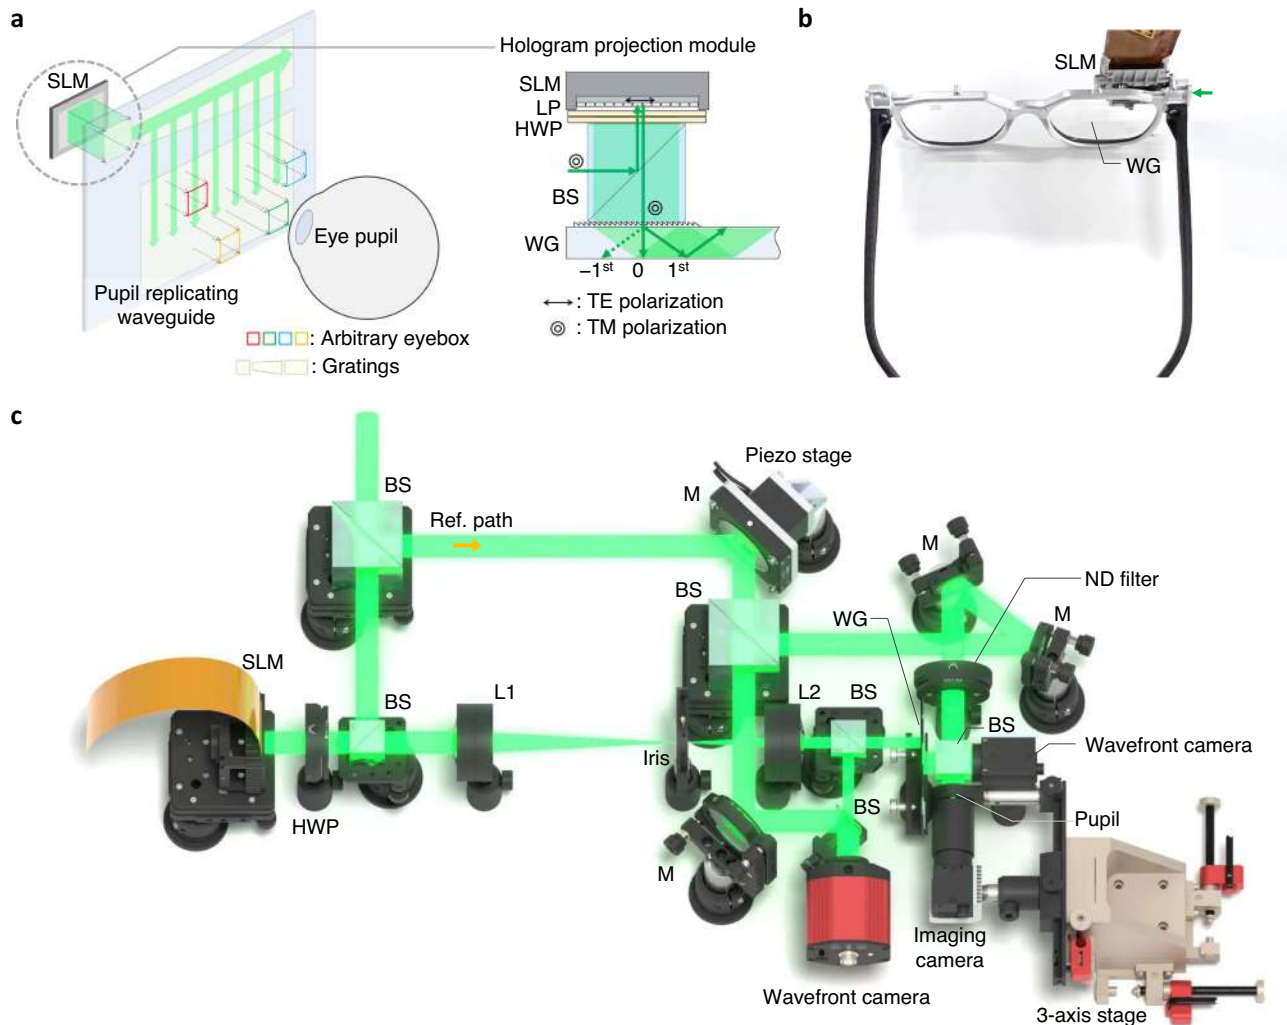 a
SLM
Hologram projection module
SLM
LP
HWP
BS
WG
−1st 0 1st
Eye pupil
Pupil replicating
waveguide
: Arbitrary eyebox
: Gratings
: TE polarization
: TM polarization
b
SLM
WG
c
BS
Ref. path
M
Piezo stage
M
ND filter
BS
WG
M
SLM
BS
L1
L2
BS
BS
Iris
Wavefront camera
HWP
BS
Pupil
M
Imaging
camera
Wavefront camera
3-axis stage